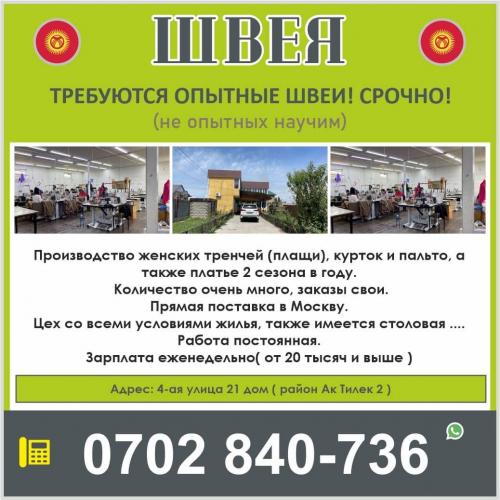 ШВЕЯ
ТРЕБУЮТСЯ ОПЫТНЫЕ ШВЕИ! СРОЧНО!
(не опытных научим)
Производство женских тренчей (плащи), курток и пальто, а
также платье 2 сезона в году.
Количество очень много, заказы свои.
Прямая поставка в Москву.
Цех со всеми условиями жилья, также имеется столовая ....
Работа постоянная.
Зарплата еженедельно( от 20 тысяч и выше )
Адрес: 4-ая улица 21 дом ( район Ак Тилек 2 )
0702 840-736